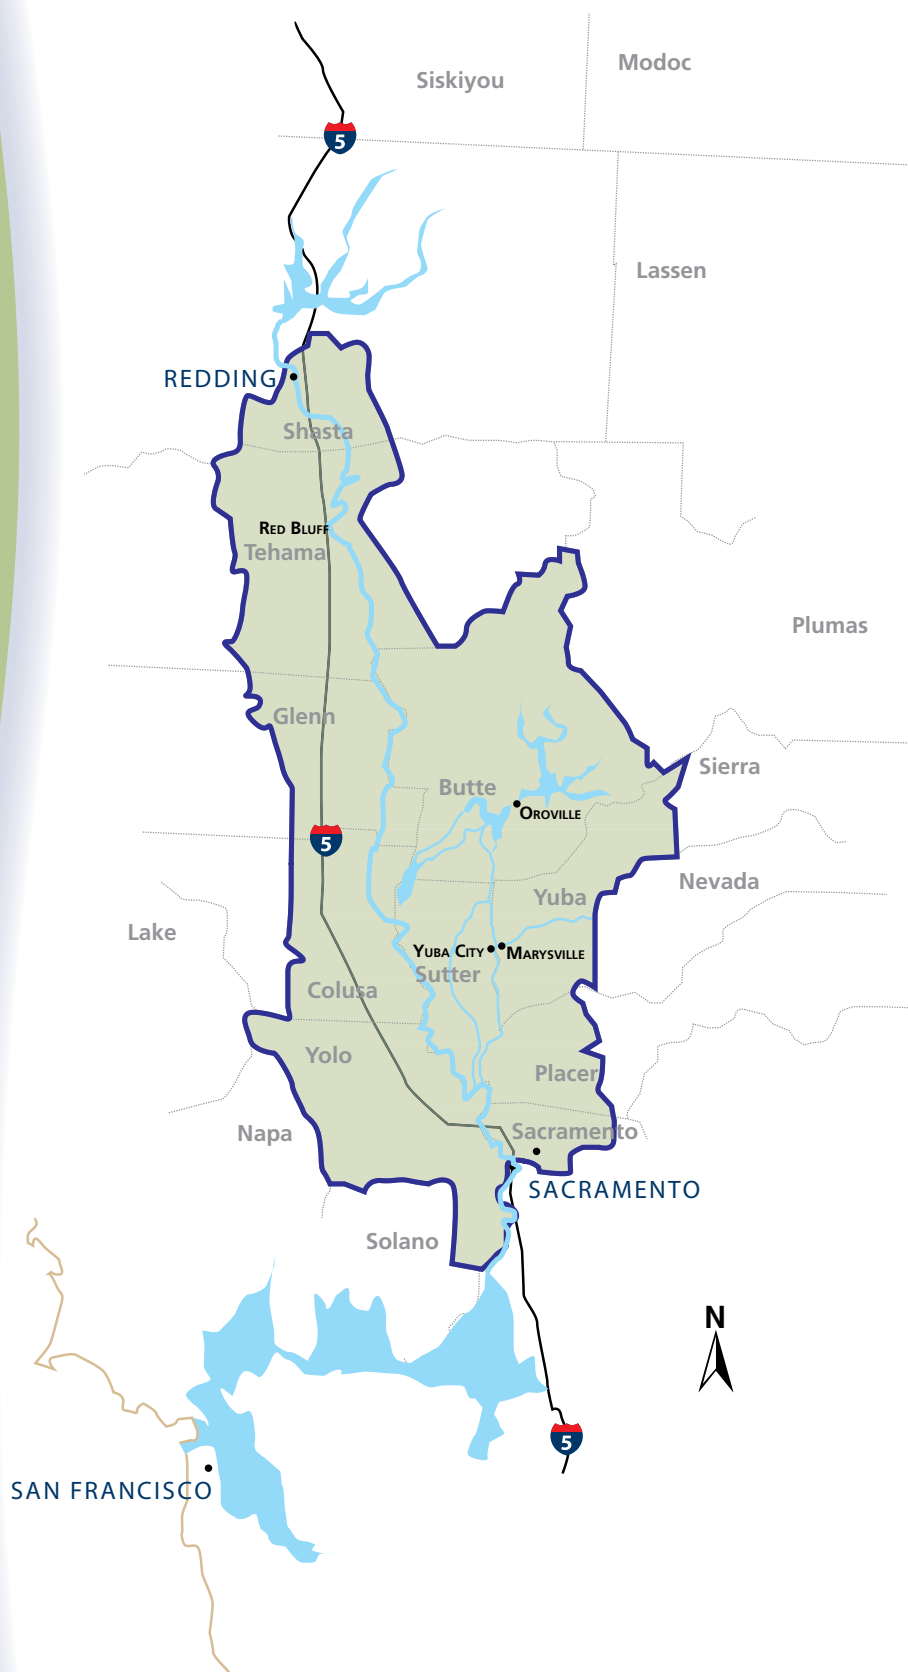 Modoc
Siskiyou
5
Lassen
REDDING
Shasta
RED BLUFF
Tehama
Plumas
Glenn
Sierra
Butte
OROVILLE
5
Nevada
Yuba
Lake
YUBA CITY
MARYSVILLE
Sutter
Colusa
Yolo
Placer
Napa
Sacramento
SACRAMENTO
Solano
N
5
SAN FRANCISCO